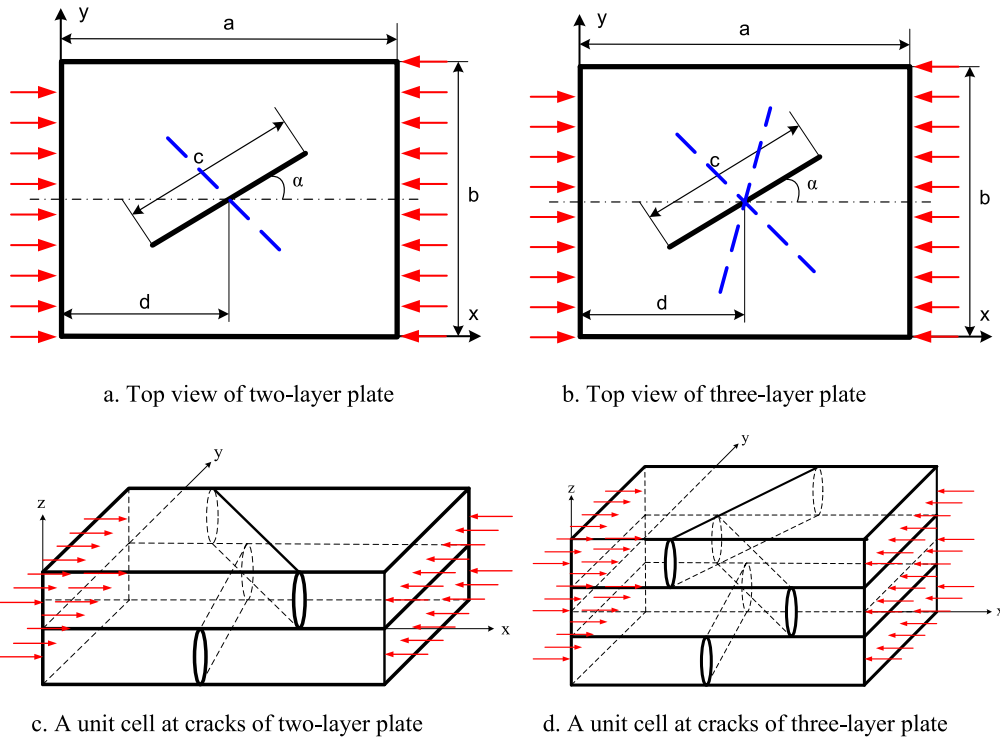 y
a
c
α
b
d
x
a. Top view of two-layer plate
y
a
c
α
b
d
x
b. Top view of three-layer plate
y
z
x
c. A unit cell at cracks of two-layer plate
y
z
x
d. A unit cell at cracks of three-layer plate